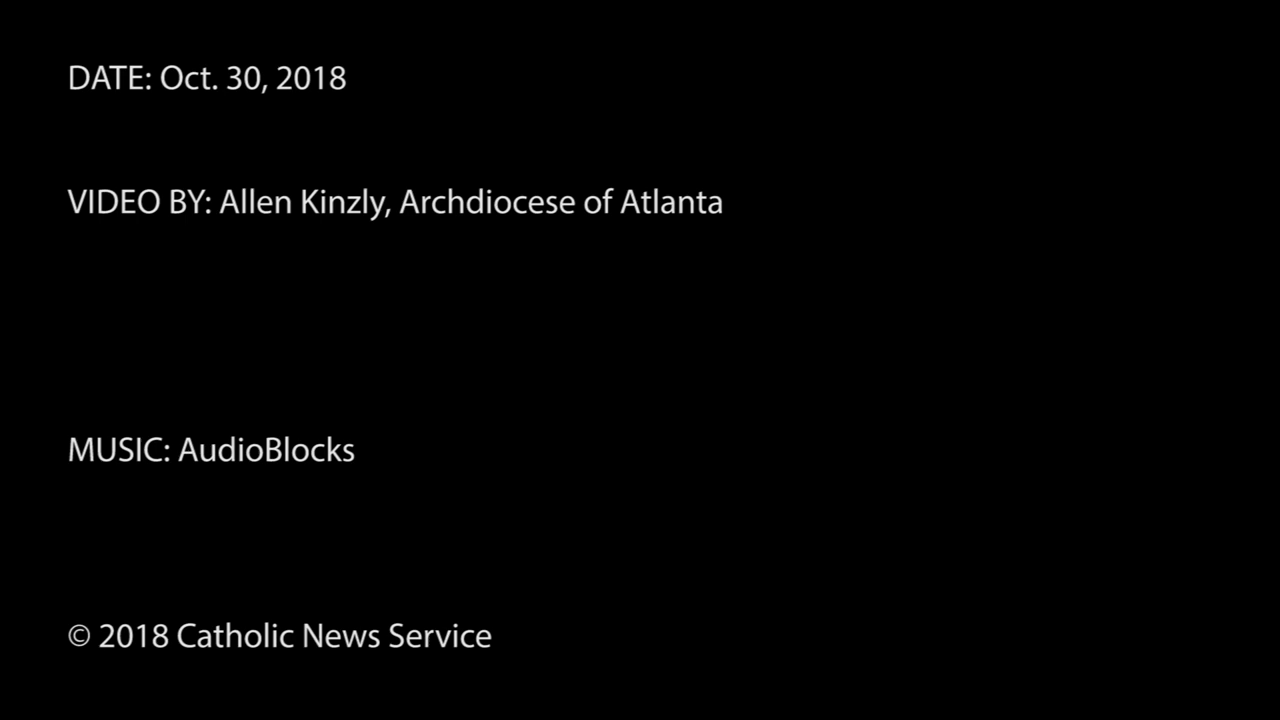 DATE: Oct. 30, 2018
VIDEO BY: Allen Kinzly, Archdiocese of Atlanta
MUSIC: AudioBlocks
© 2018 Catholic News Service